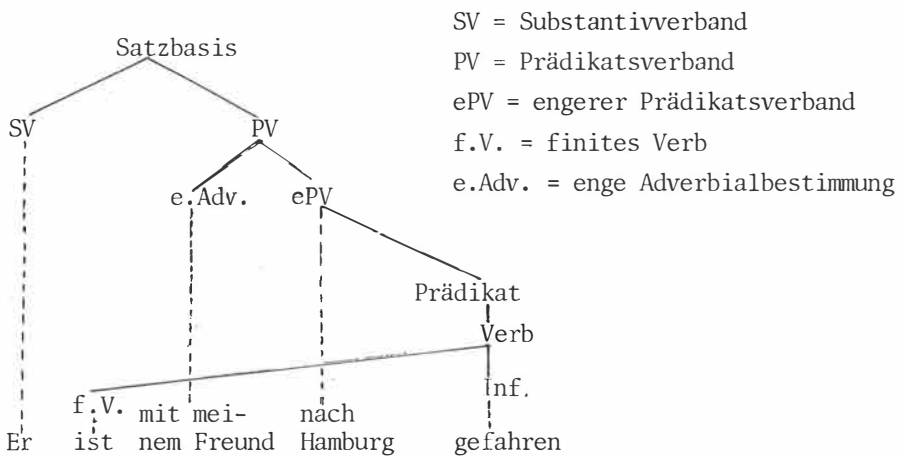 Satzbasis
SV PV
e.Adv. ePV
Prädikat
Verb
Inf.
f.V. mit mei- nach
Er ist nem Freund Hamburg gefahren
SV = Substantivverband
PV = Prädikatsverband
ePV = engerer Prädikatsverband
f.V. = finites Verb
e.Adv. = enge Adverbialbestimmung